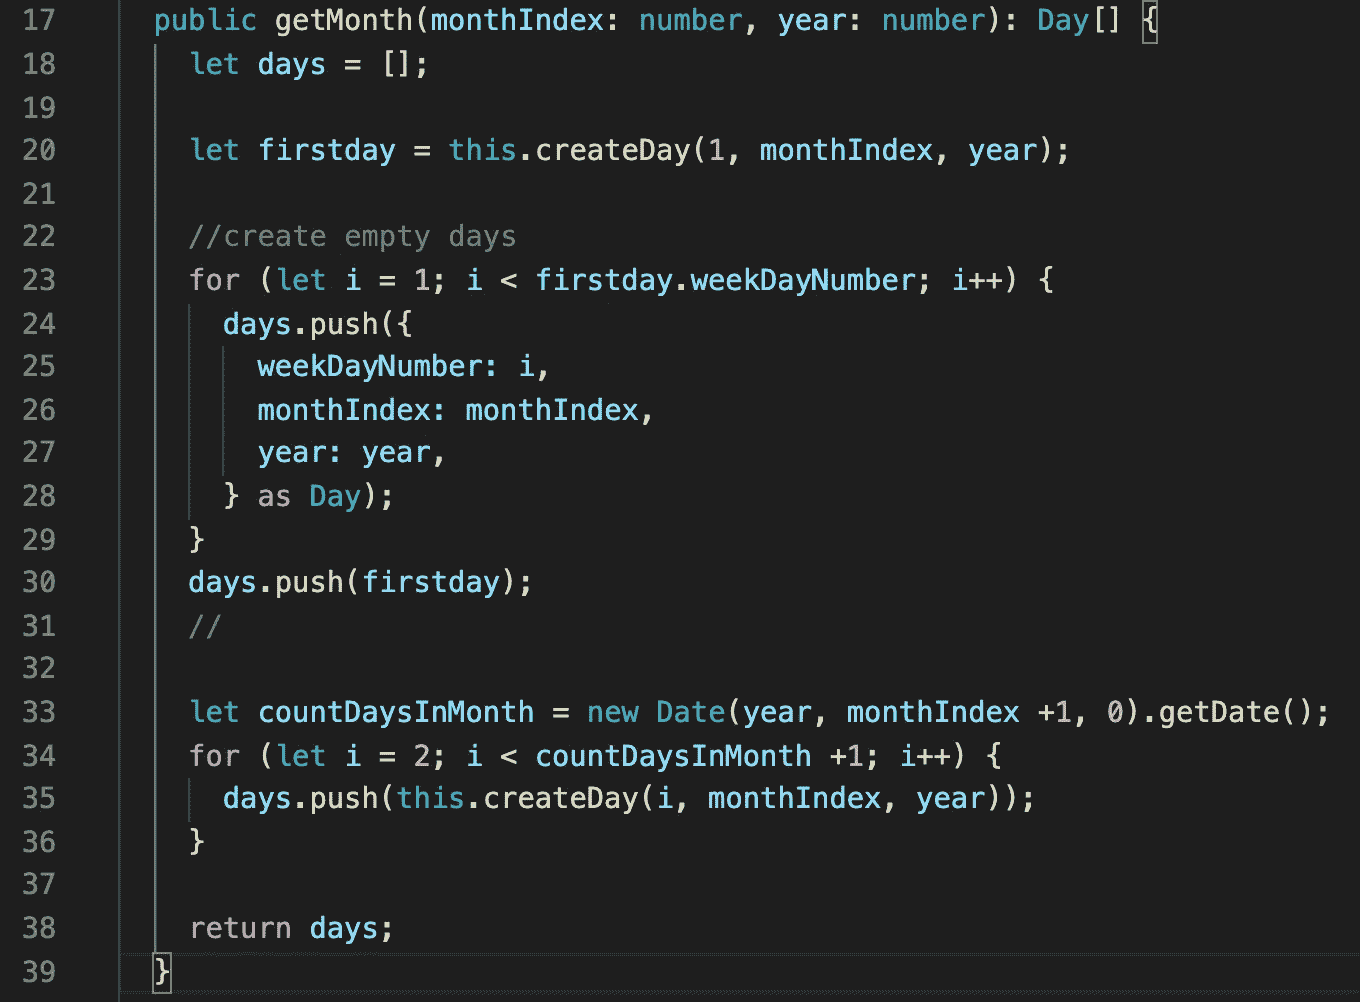 17 public getMonth(monthIndex: number, year: number): Day[] {
18 let days = [];
19
20 let firstday = this.createDay(1, monthIndex, year);
21
22 //create empty days
23 for (let i = 1; i < firstday.weekDayNumber; i++) {
24 days.push({
25 weekDayNumber: i,
26 monthIndex: monthIndex,
27 year: year,
28 } as Day);
29 }
30 days.push(firstday);
31 //
32
33 let countDaysInMonth = new Date(year, monthIndex +1, 0).getDate();
34 for (let i = 2; i < countDaysInMonth +1; i++) {
35 days.push(this.createDay(i, monthIndex, year));
36 }
37
38 return days;
39 }